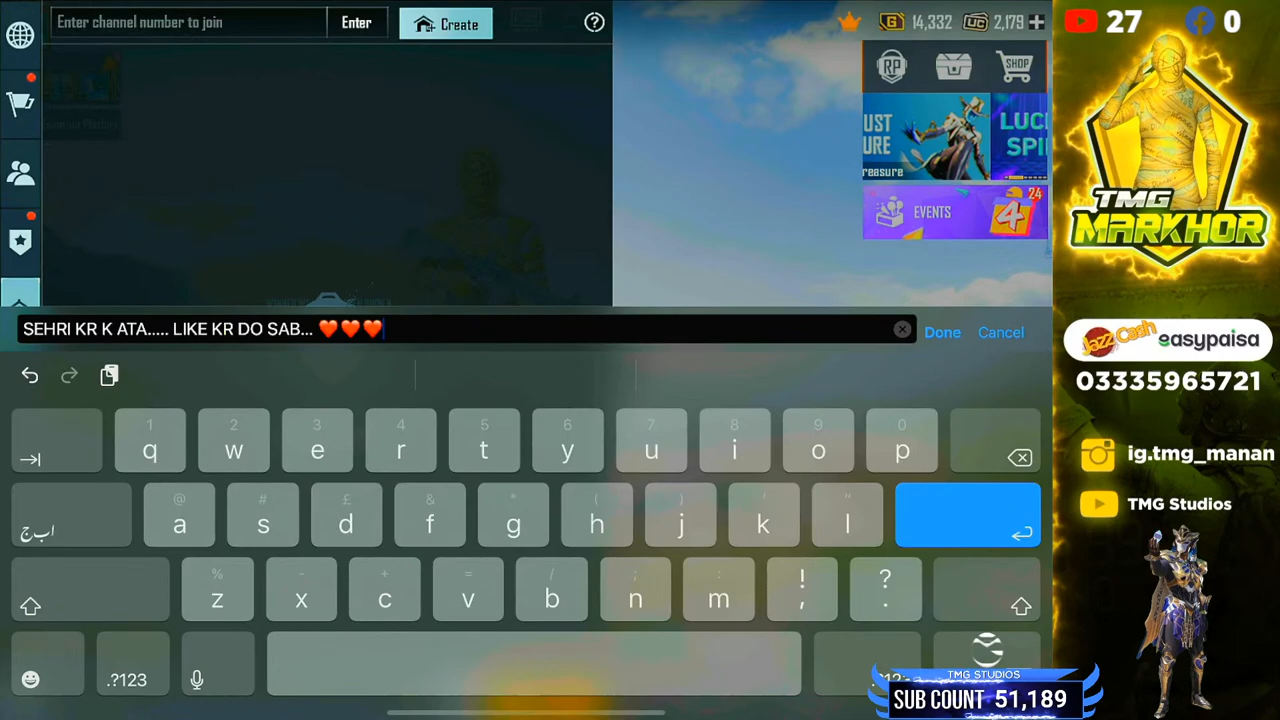 Enter channel number to join
Enter
Create
?
14,332
UC
2,179
27
0
RP
SHOP
UST
URE
reasure
LUC
SPI
EVENTS
24
4
TMG
MARKHOR
SEHRI KR K ATA..... LIKE KR DO SAB... ❤️❤️❤️
Done
Cancel
JazzCash
easypaisa
03335965721
1 2 3 4 5 6 7 8 9 0
q w e r t y u i o p
@ # £ & * ( ) ' "
ا ب ج
a s d f g h j k l
% - + = / ; : ! ?
z x c v b n m , .
.?123
ig.tmg_manan
TMG Studios
TMG STUDIOS
SUB COUNT 51,189